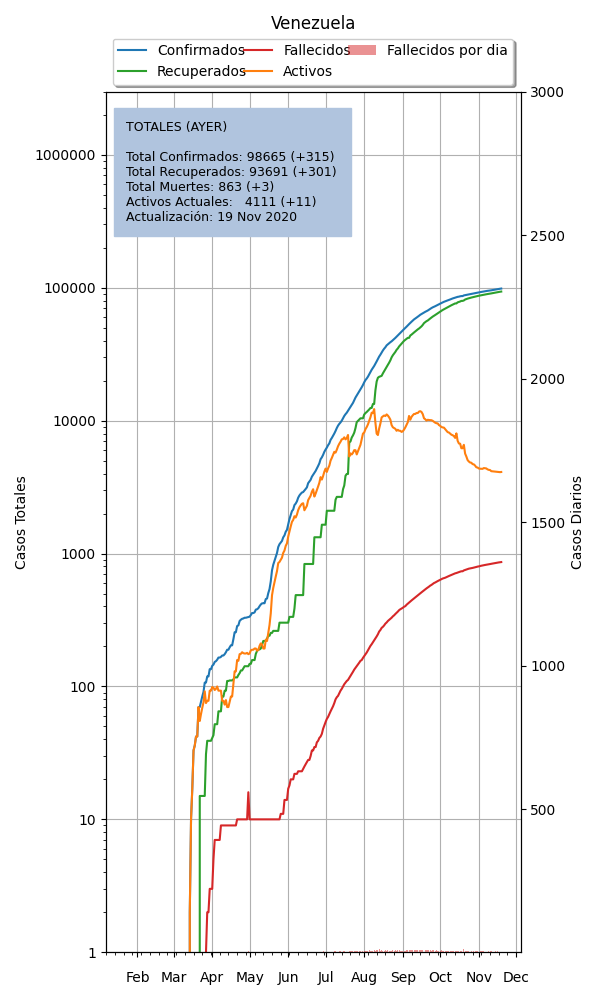 Venezuela
Confirmados
Recuperados
Fallecidos
Activos
Fallecidos por dia
TOTALES (AYER)
Total Confirmados: 98665 (+315)
Total Recuperados: 93691 (+301)
Total Muertes: 863 (+3)
Activos Actuales: 4111 (+11)
Actualización: 19 Nov 2020
Casos Totales
1000000
100000
10000
1000
100
10
1
3000
2500
2000
1500
1000
500
Casos Diarios
Feb Mar Apr May Jun Jul Aug Sep Oct Nov Dec